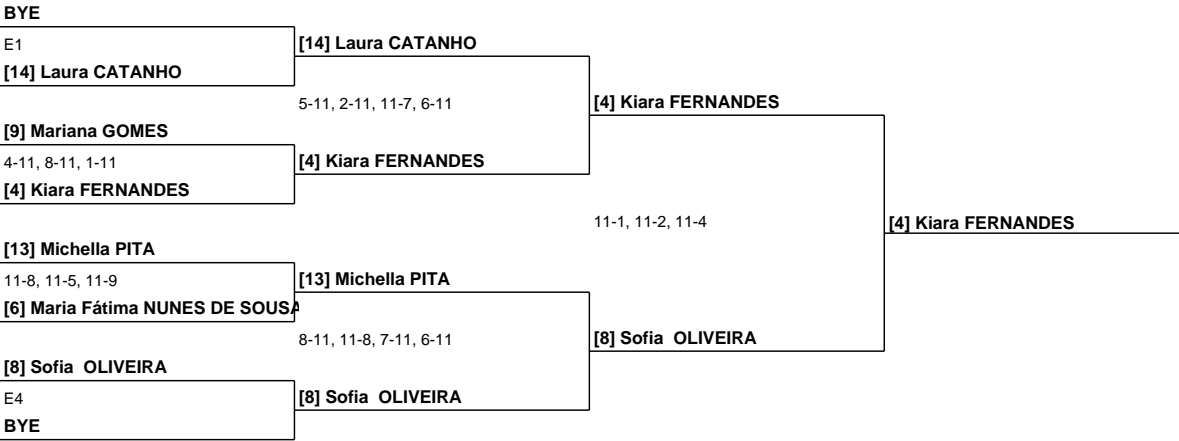 BYE
E1
[14] Laura CATANHO
[14] Laura CATANHO
5-11, 2-11, 11-7, 6-11
[4] Kiara FERNANDES
[9] Mariana GOMES
4-11, 8-11, 1-11
[4] Kiara FERNANDES
[4] Kiara FERNANDES
11-1, 11-2, 11-4
[4] Kiara FERNANDES
[13] Michella PITA
11-8, 11-5, 11-9
[13] Michella PITA
[6] Maria Fátima NUNES DE SOUSA
8-11, 11-8, 7-11, 6-11
[8] Sofia OLIVEIRA
[8] Sofia OLIVEIRA
E4
[8] Sofia OLIVEIRA
BYE